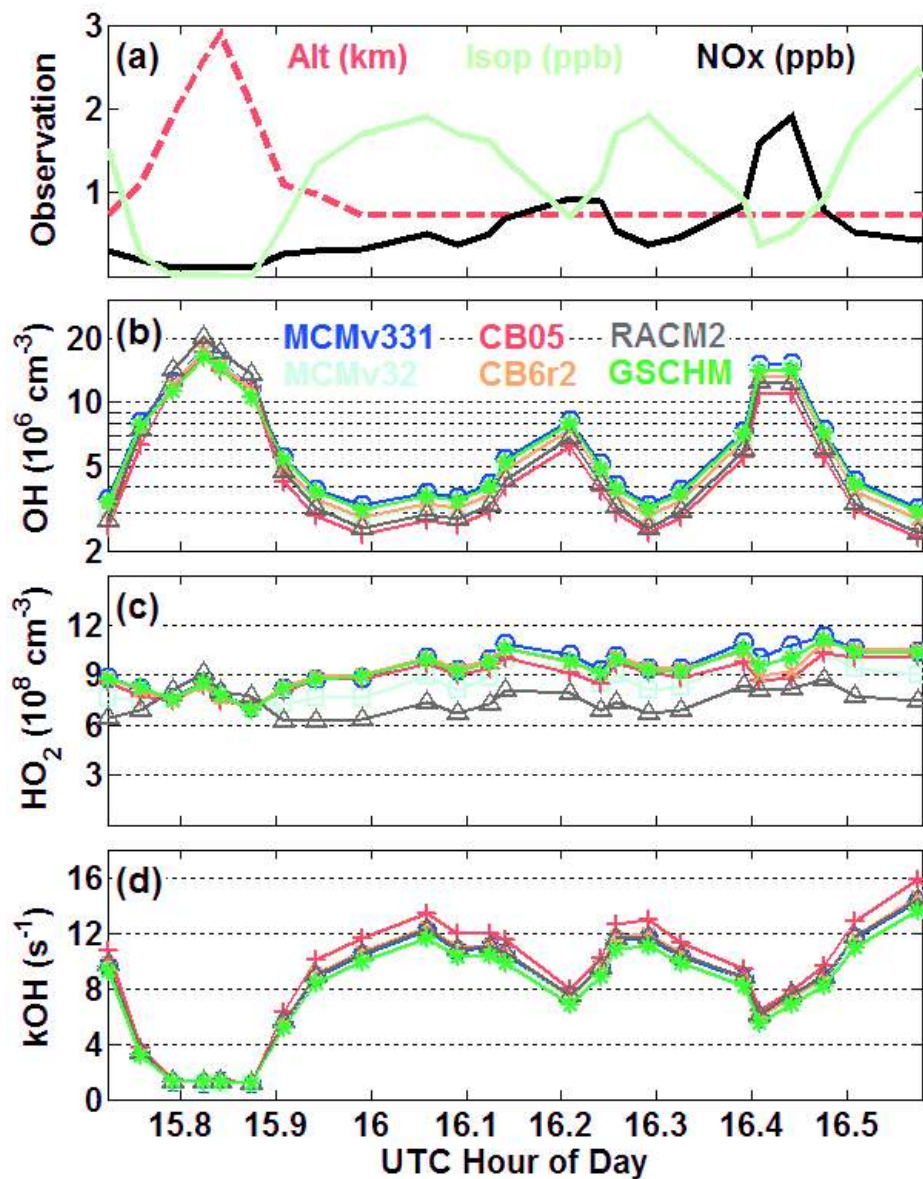 3
(a) Alt (km) Isop (ppb) NOx (ppb)
2
1
Observation
(b) MCMv331 CB05 RACM2
MCMv32 CB6r2 GSCHM
20
10
5
2
OH (10⁶ cm⁻³)
(c)
12
9
6
3
HO₂ (10⁸ cm⁻³)
(d)
16
12
8
4
0
kOH (s⁻¹)
15.8 15.9 16 16.1 16.2 16.3 16.4 16.5
UTC Hour of Day